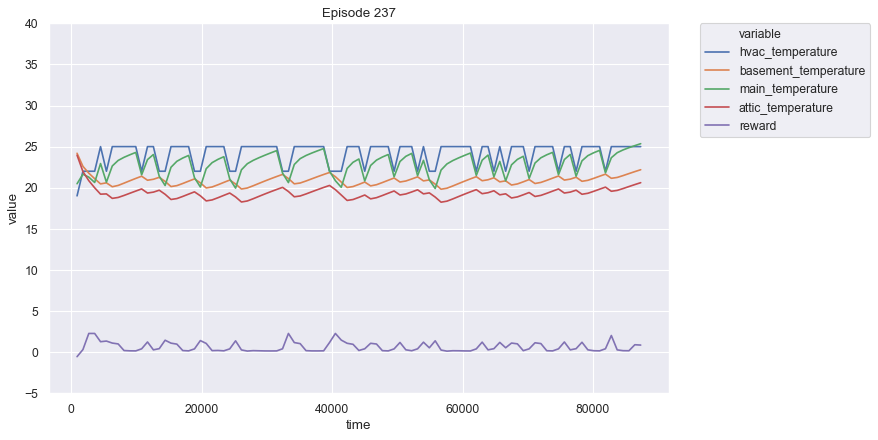 Episode 237
variable
hvac_temperature
basement_temperature
main_temperature
attic_temperature
reward
40
35
30
25
20
15
10
5
0
−5
value
0 20000 40000 60000 80000
time